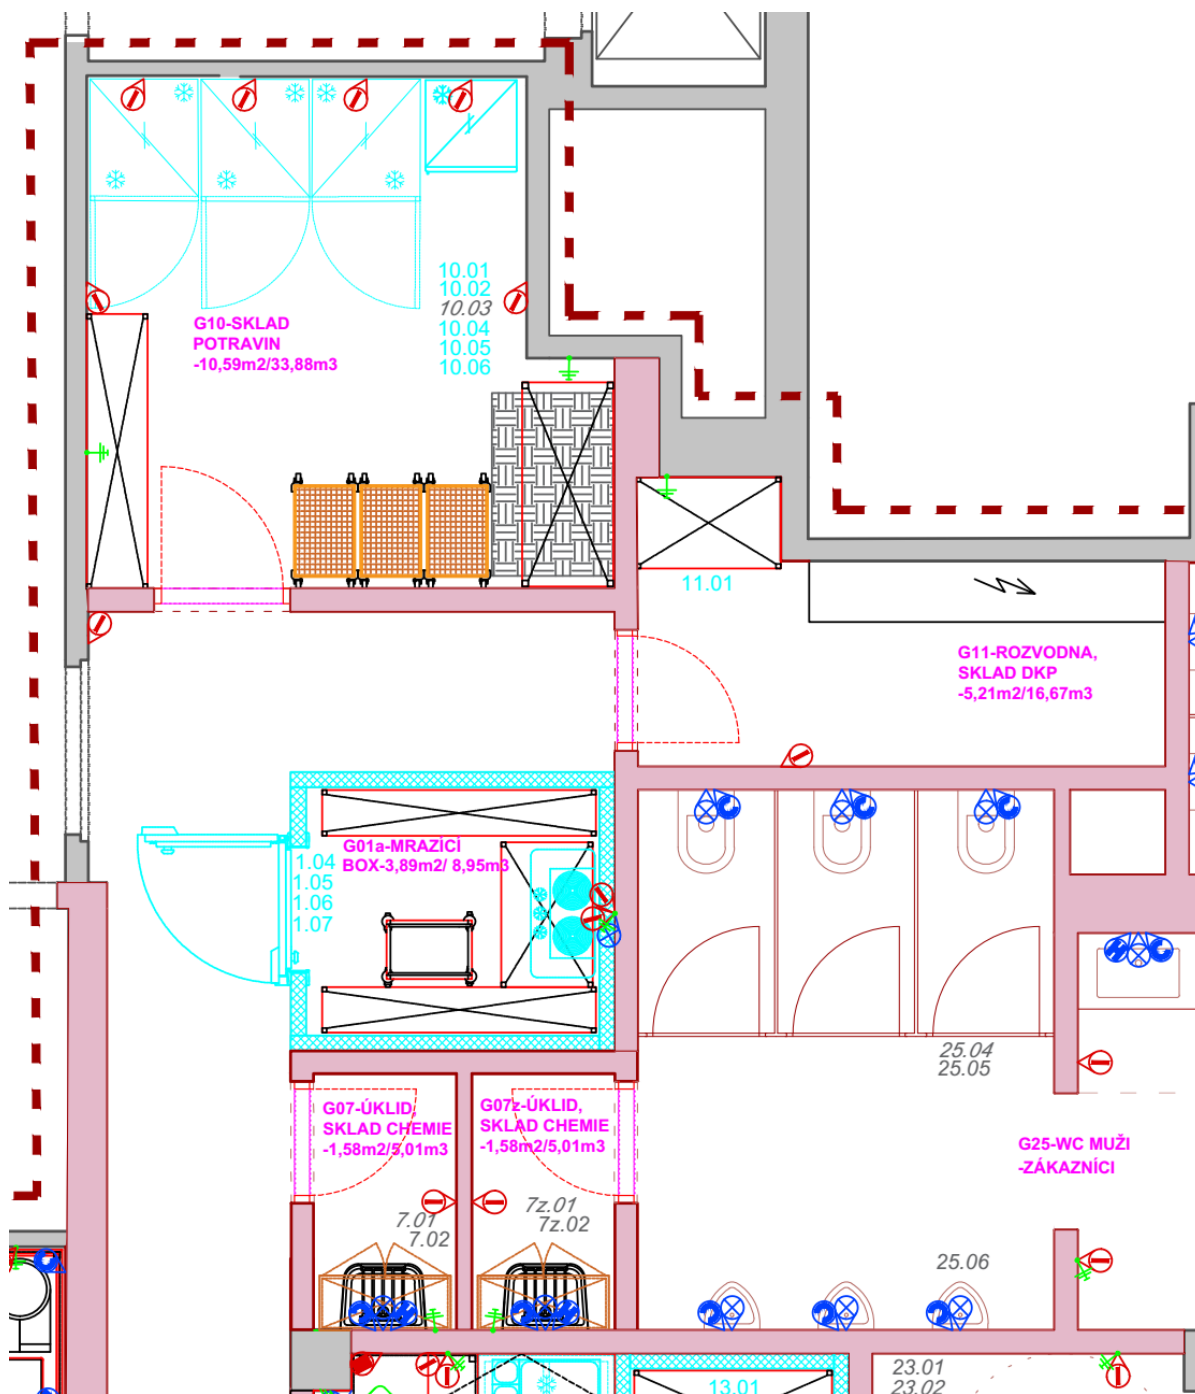 10.01
10.02
10.03
10.04
10.05
10.06
G10-SKLAD
POTRAVIN
-10,59m2/33,88m3
11.01
G11-ROZVODNA,
SKLAD DKP
-5,21m2/16,67m3
G01a-MRAZÍCÍ
BOX-3,89m2/ 8,95m3
1.04
1.05
1.06
1.07
25.04
25.05
G07-ÚKLID,
SKLAD CHEMIE
-1,58m2/5,01m3
G07z-ÚKLID,
SKLAD CHEMIE
-1,58m2/5,01m3
G25-WC MUŽI
-ZÁKAZNÍCI
7.01
7.02
7z.01
7z.02
25.06
13.01
23.01
23.02